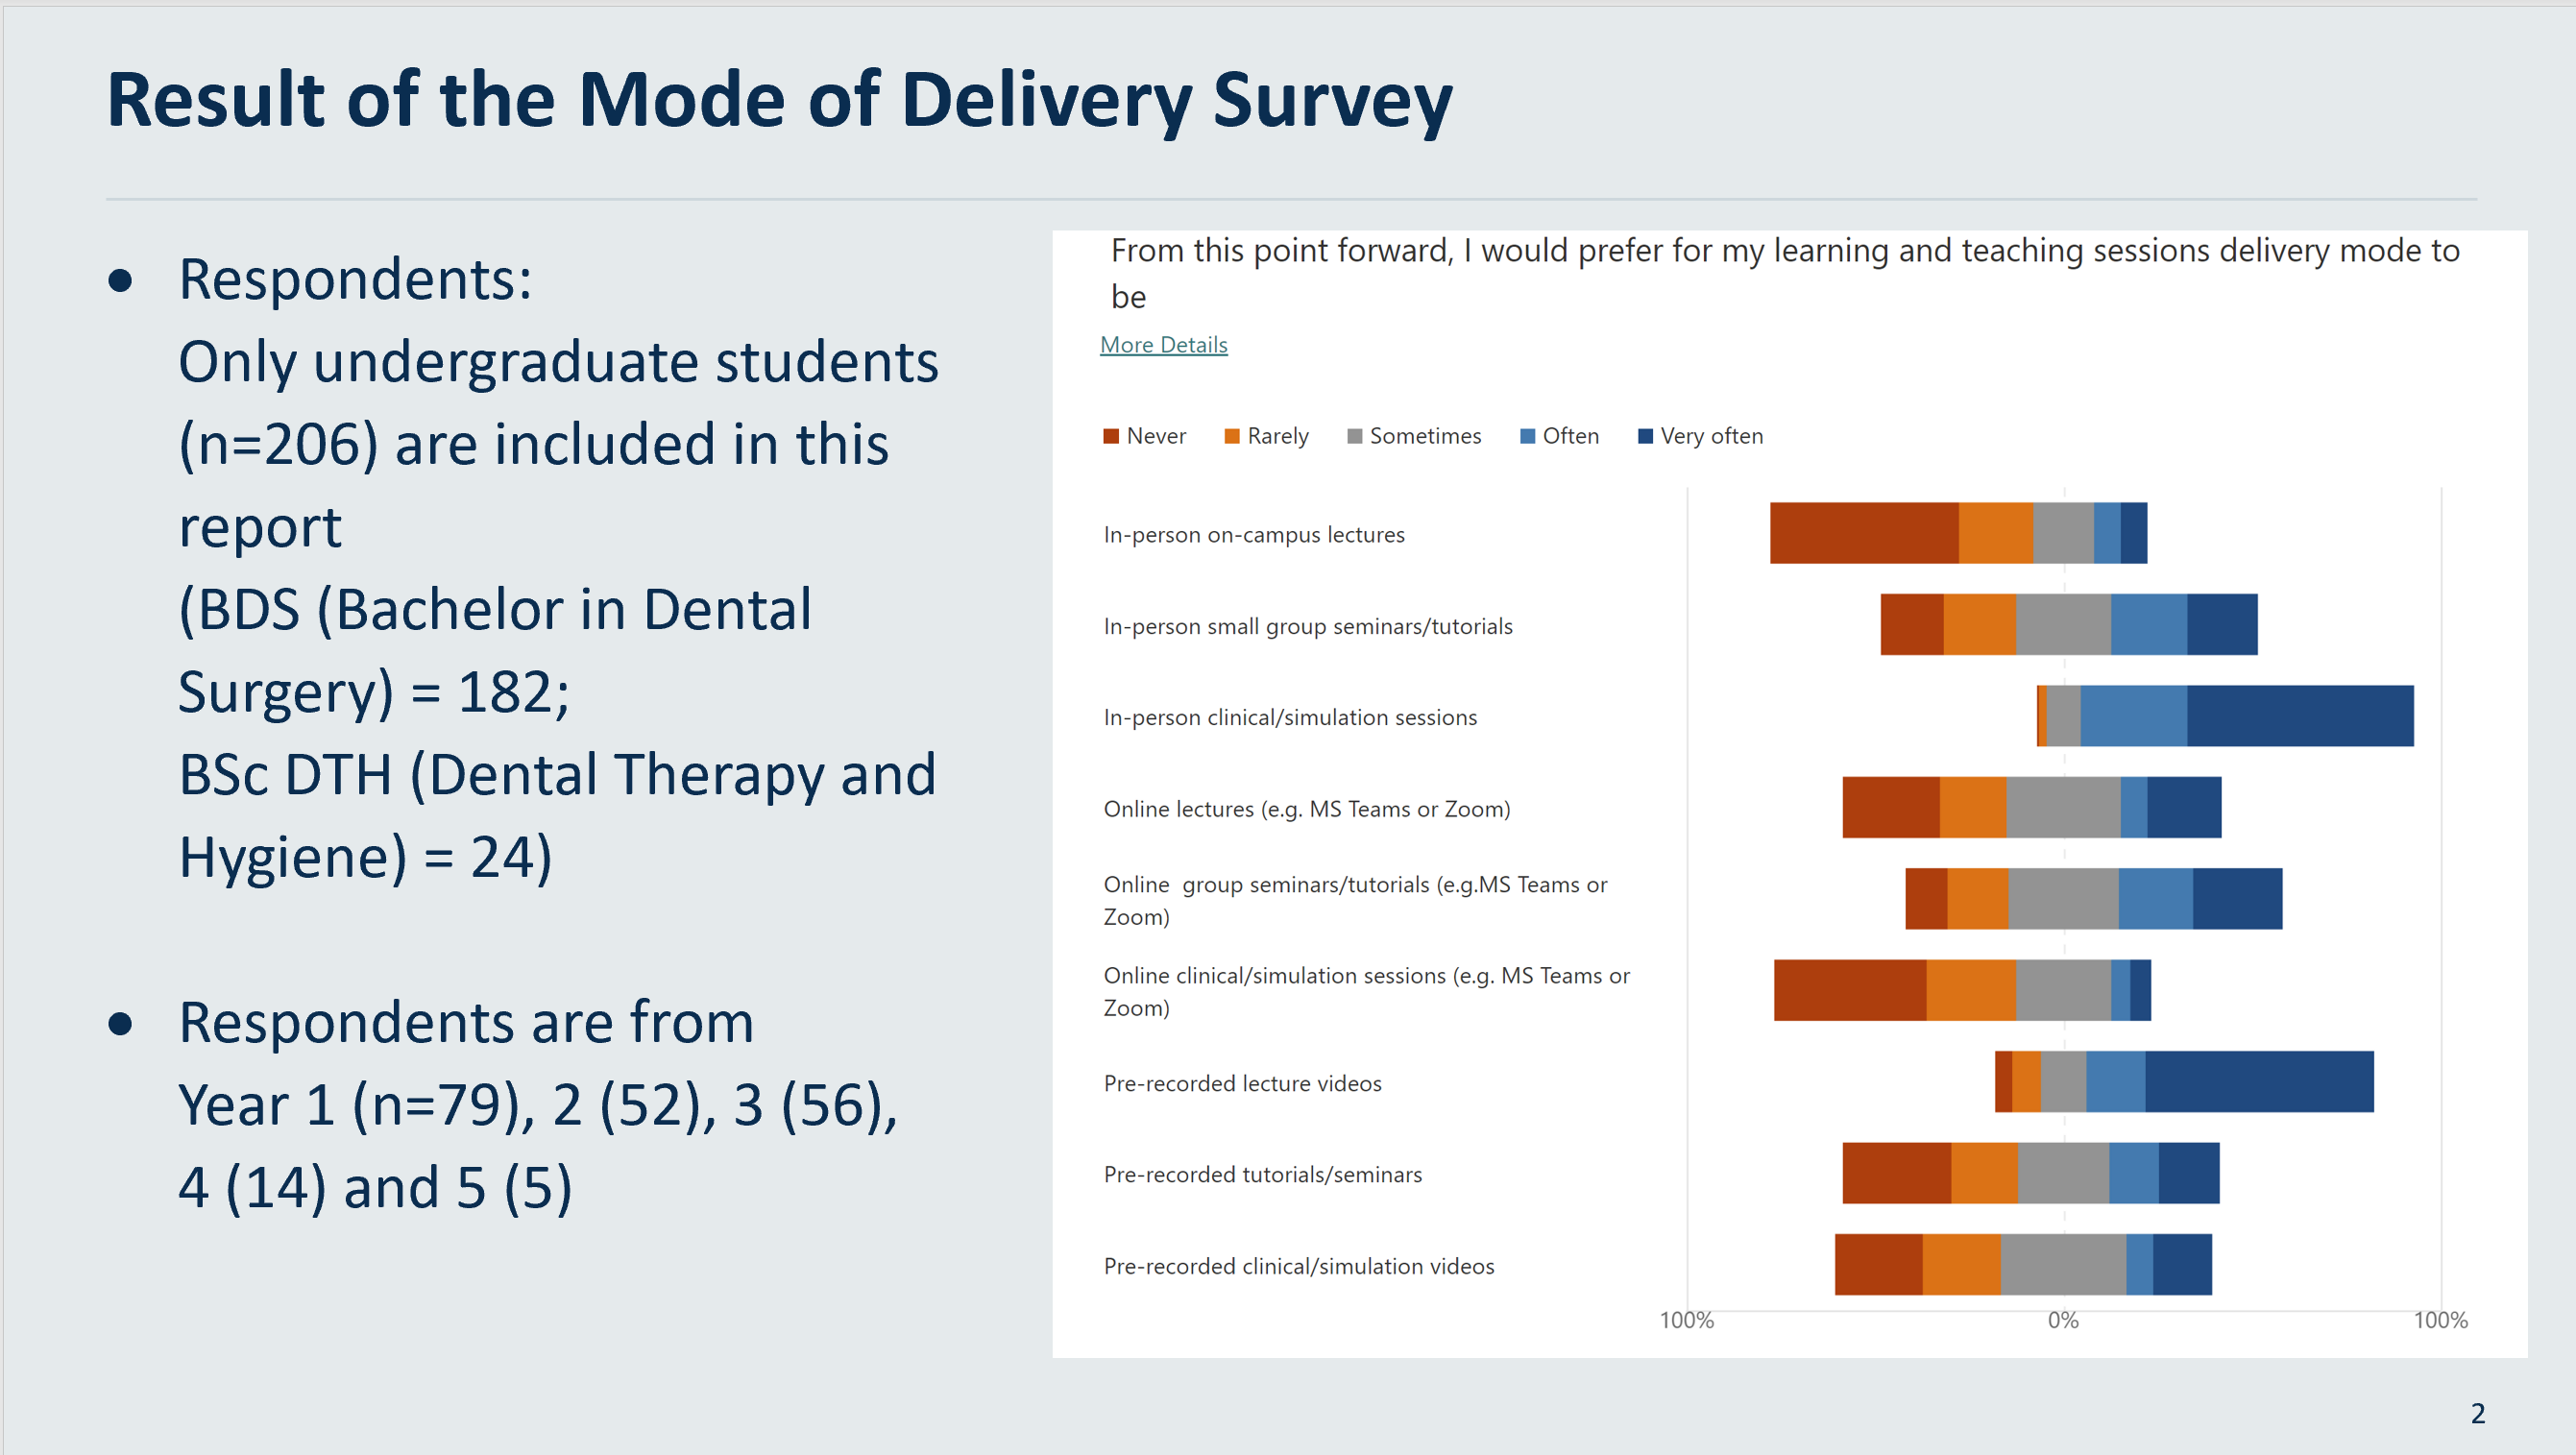 Result of the Mode of Delivery Survey
• Respondents:
Only undergraduate students
(n=206) are included in this
report
(BDS (Bachelor in Dental
Surgery) = 182;
BSc DTH (Dental Therapy and
Hygiene) = 24)
• Respondents are from
Year 1 (n=79), 2 (52), 3 (56),
4 (14) and 5 (5)
From this point forward, I would prefer for my learning and teaching sessions delivery mode to
be
More Details
Never Rarely Sometimes Often Very often
In-person on-campus lectures
In-person small group seminars/tutorials
In-person clinical/simulation sessions
Online lectures (e.g. MS Teams or Zoom)
Online  group seminars/tutorials (e.g.MS Teams or
Zoom)
Online clinical/simulation sessions (e.g. MS Teams or
Zoom)
Pre-recorded lecture videos
Pre-recorded tutorials/seminars
Pre-recorded clinical/simulation videos
100% 0% 100%
2